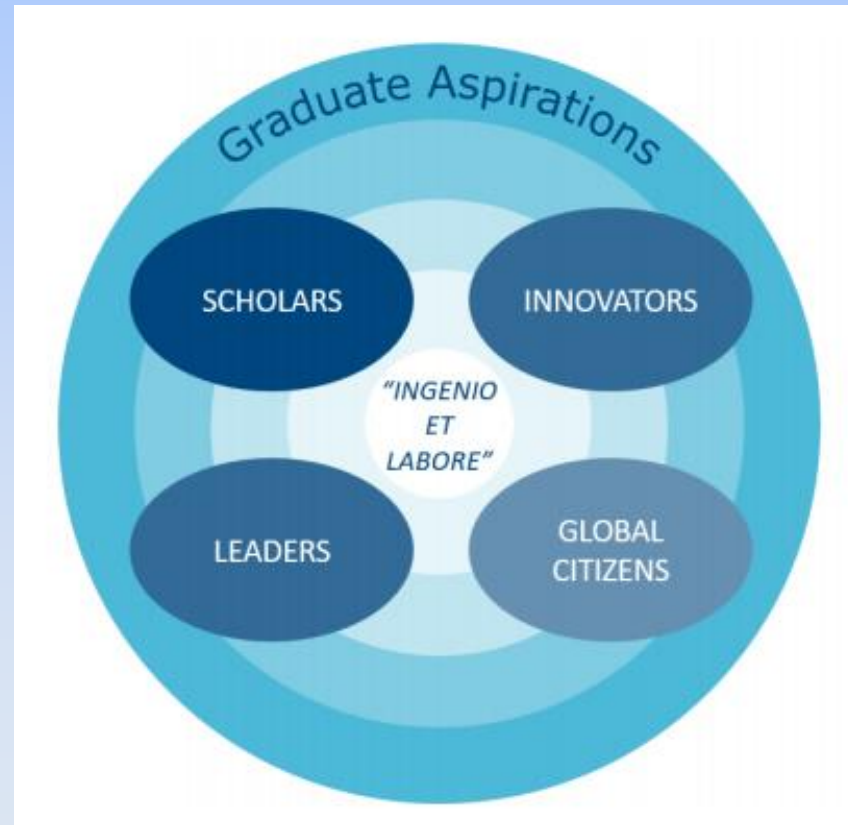 Graduate Aspirations
SCHOLARS
INNOVATORS
“INGENIO
ET
LABORE”
LEADERS
GLOBAL
CITIZENS